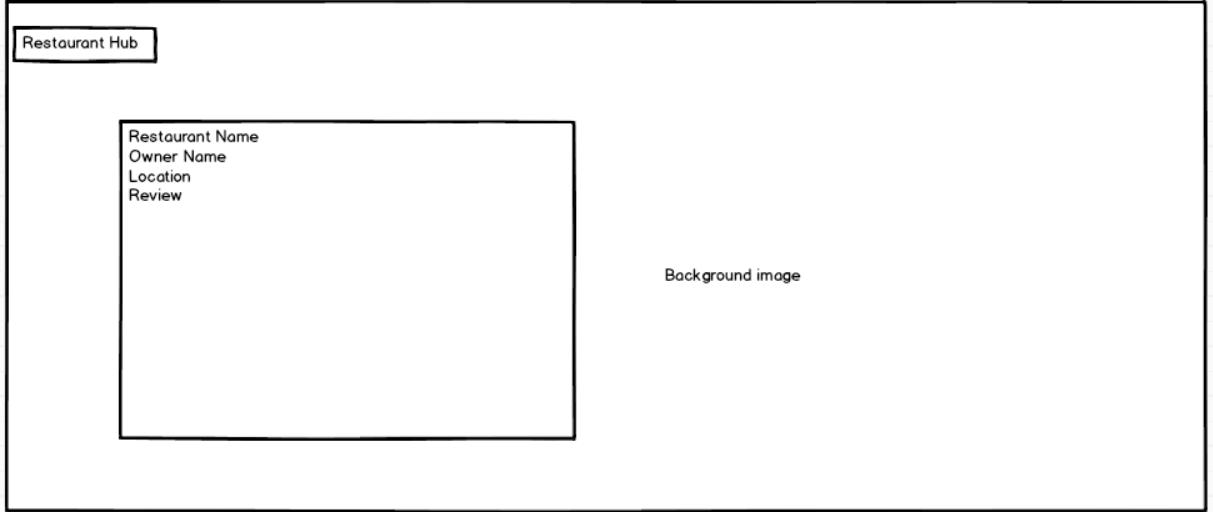 Restaurant Hub
Restaurant Name
Owner Name
Location
Review
Background image